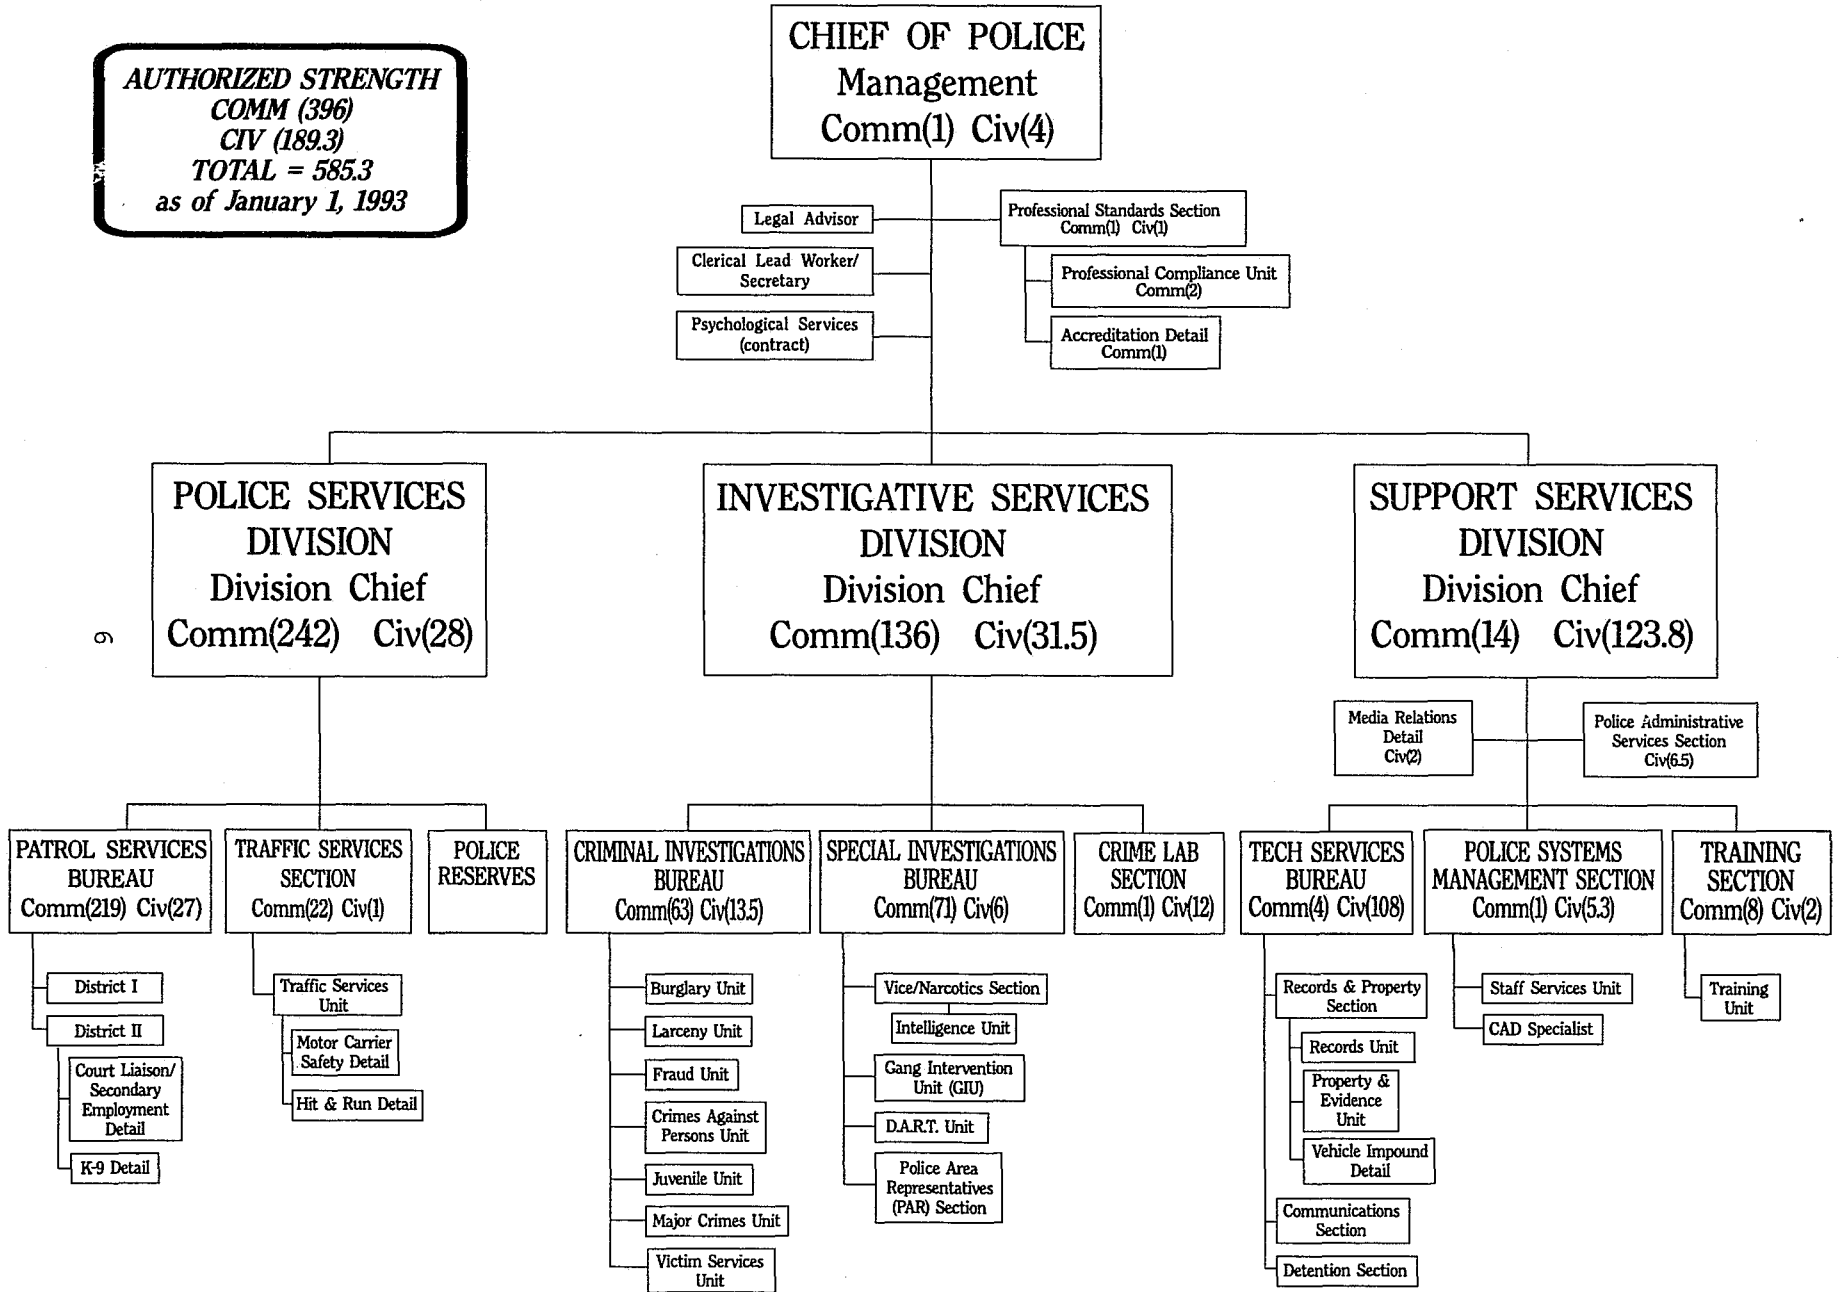 AUTHORIZED STRENGTH
COMM (396)
CIV (189.3)
TOTAL = 585.3
as of January 1, 1993
CHIEF OF POLICE
Management
Comm(1) Civ(4)
Legal Advisor
Clerical Lead Worker/
Secretary
Psychological Services
(contract)
Professional Standards Section
Comm(1) Civ(1)
Professional Compliance Unit
Comm(2)
Accreditation Detail
Comm(1)
POLICE SERVICES
DIVISION
Division Chief
Comm(242) Civ(28)
INVESTIGATIVE SERVICES
DIVISION
Division Chief
Comm(136) Civ(31.5)
SUPPORT SERVICES
DIVISION
Division Chief
Comm(14) Civ(123.8)
6
Media Relations
Detail
Civ(2)
Police Administrative
Services Section
Civ(6.5)
PATROL SERVICES
BUREAU
Comm(219) Civ(27)
District I
District II
Court Liaison/
Secondary
Employment
Detail
K-9 Detail
TRAFFIC SERVICES
SECTION
Comm(22) Civ(1)
Traffic Services
Unit
Motor Carrier
Safety Detail
Hit & Run Detail
POLICE
RESERVES
CRIMINAL INVESTIGATIONS
BUREAU
Comm(63) Civ(13.5)
Burglary Unit
Larceny Unit
Fraud Unit
Crimes Against
Persons Unit
Juvenile Unit
Major Crimes Unit
Victim Services
Unit
SPECIAL INVESTIGATIONS
BUREAU
Comm(71) Civ(6)
Vice/Narcotics Section
Intelligence Unit
Gang Intervention
Unit (GIU)
D.A.R.T. Unit
Police Area
Representatives
(PAR) Section
CRIME LAB
SECTION
Comm(1) Civ(12)
TECH SERVICES
BUREAU
Comm(4) Civ(108)
Records & Property
Section
Records Unit
Property &
Evidence
Unit
Vehicle Impound
Detail
Communications
Section
Detention Section
POLICE SYSTEMS
MANAGEMENT SECTION
Comm(1) Civ(5.3)
Staff Services Unit
CAD Specialist
TRAINING
SECTION
Comm(8) Civ(2)
Training
Unit